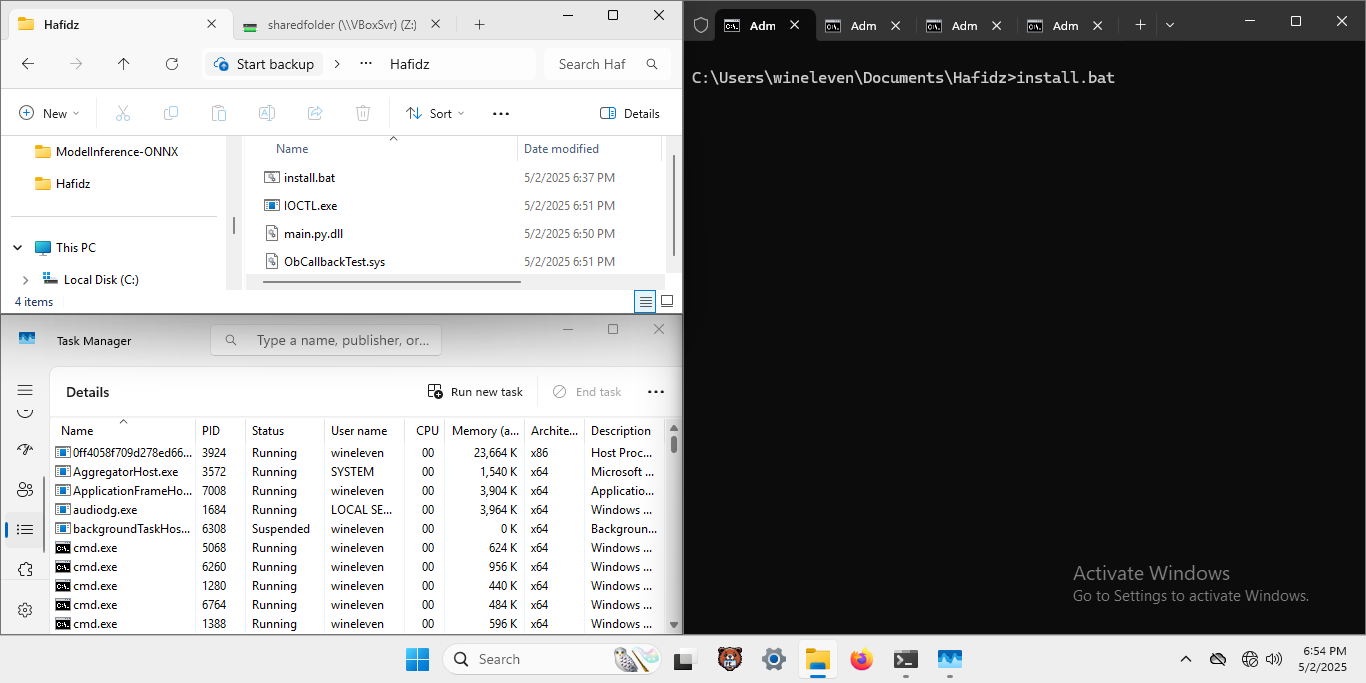 Hafidz
sharedfolder (\\VBoxSvr) (Z:)
Start backup
Hafidz
Search Haf
New
Sort
Details
ModelInference-ONNX
Hafidz
This PC
Local Disk (C:)
Name
Date modified
install.bat
5/2/2025 6:37 PM
IOCTL.exe
5/2/2025 6:51 PM
main.py.dll
5/2/2025 6:50 PM
ObCallbackTest.sys
5/2/2025 6:51 PM
4 items
Task Manager
Type a name, publisher, or...
Details
Run new task
End task
Name PID Status User name CPU Memory (a... Archite... Description
0ff4058f709d278ed66... 3924 Running wineleven 00 23,664 K x86 Host Proc...
AggregatorHost.exe 3572 Running SYSTEM 00 1,540 K x64 Microsoft ...
ApplicationFrameHo... 7008 Running wineleven 00 3,904 K x64 Applicatio...
audiodg.exe 1684 Running LOCAL SE... 00 3,964 K x64 Windows ...
backgroundTaskHos... 6308 Suspended wineleven 00 0 K x64 Backgroun...
cmd.exe 5068 Running wineleven 00 624 K x64 Windows ...
cmd.exe 6260 Running wineleven 00 956 K x64 Windows ...
cmd.exe 1280 Running wineleven 00 440 K x64 Windows ...
cmd.exe 6764 Running wineleven 00 484 K x64 Windows ...
cmd.exe 1388 Running wineleven 00 596 K x64 Windows ...
Adm
Adm
Adm
Adm
C:\Users\wineleven\Documents\Hafidz>install.bat
Activate Windows
Go to Settings to activate Windows.
Search
6:54 PM
5/2/2025